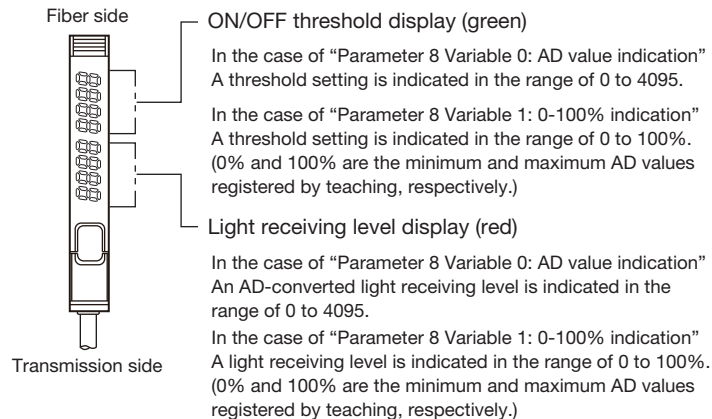 Fiber side
ON/OFF threshold display (green)
In the case of “Parameter 8 Variable 0: AD value indication”
A threshold setting is indicated in the range of 0 to 4095.
In the case of “Parameter 8 Variable 1: 0-100% indication”
A threshold setting is indicated in the range of 0 to 100%.
(0% and 100% are the minimum and maximum AD values
registered by teaching, respectively.)
Light receiving level display (red)
In the case of “Parameter 8 Variable 0: AD value indication”
An AD-converted light receiving level is indicated in the
range of 0 to 4095.
In the case of “Parameter 8 Variable 1: 0-100% indication”
A light receiving level is indicated in the range of 0 to 100%.
(0% and 100% are the minimum and maximum AD values
registered by teaching, respectively.)
Transmission side